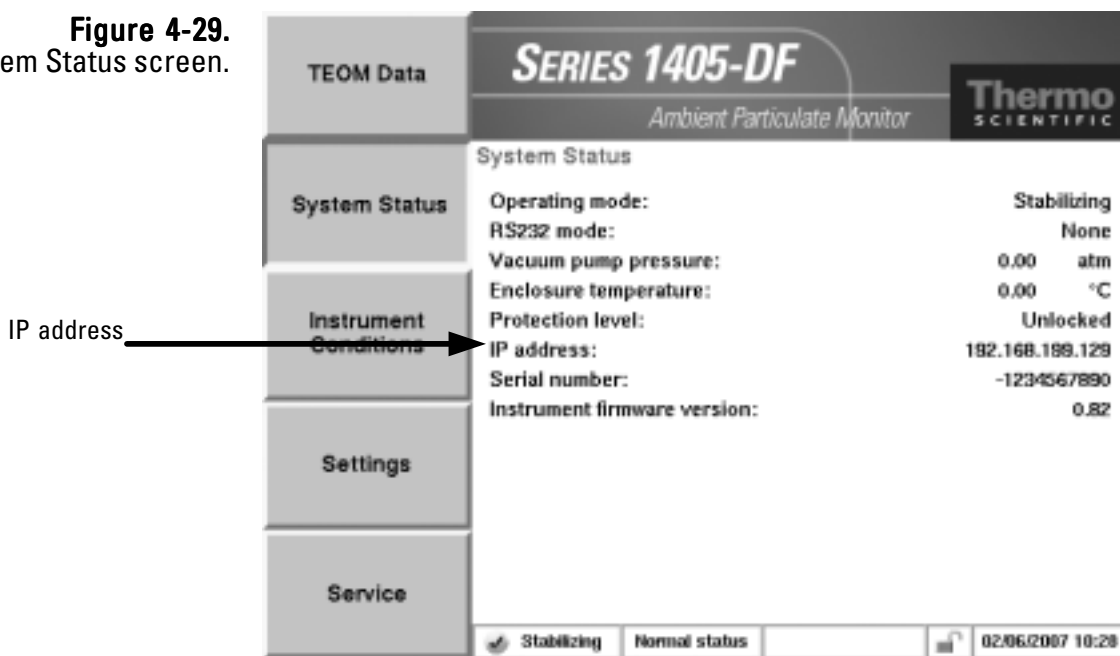 Figure 4-29.
em Status screen.
IP address
TEOM Data
System Status
Instrument
Conditions
Settings
Service
SERIES 1405-DF
Ambient Particulate Monitor
Thermo
SCIENTIFIC
System Status
Operating mode: Stabilizing
RS232 mode: None
Vacuum pump pressure: 0.00 atm
Enclosure temperature: 0.00 °C
Protection level: Unlocked
IP address: 192.168.199.129
Serial number: -1234567890
Instrument firmware version: 0.82
Stabilizing Normal status 02/06/2007 10:28